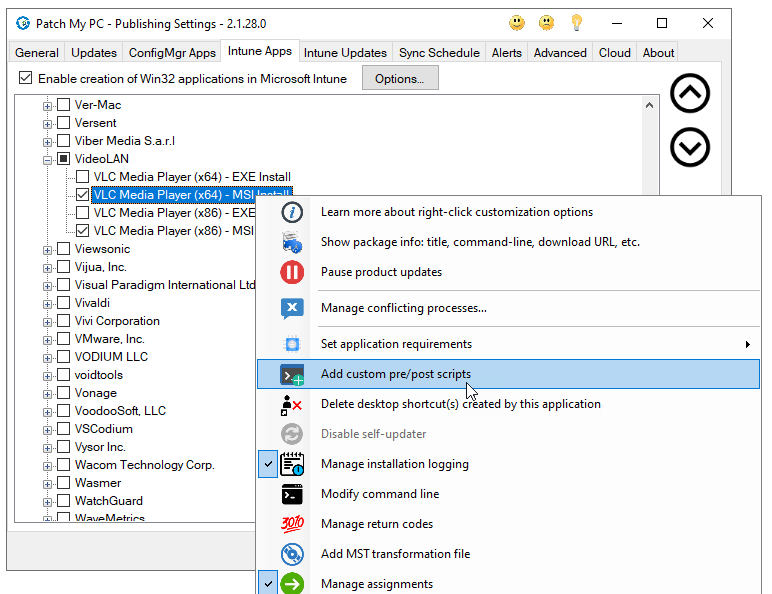 Patch My PC - Publishing Settings - 2.1.28.0
General Updates ConfigMgr Apps Intune Apps Intune Updates Sync Schedule Alerts Advanced Cloud About
Enable creation of Win32 applications in Microsoft Intune Options...
Ver-Mac
Versent
Viber Media S.a.r.l
VideoLAN
VLC Media Player (x64) - EXE Install
VLC Media Player (x64) - MSI Install
VLC Media Player (x86) - EXE
VLC Media Player (x86) - MSI
Viewsonic
Vijua, Inc.
Visual Paradigm International Ltd
Vivaldi
Vivi Corporation
VMware, Inc.
VODIUM LLC
voidtools
Vonage
VoodooSoft, LLC
VSCodium
Vysor Inc.
Wacom Technology Corp.
Wasmer
WatchGuard
WaveMetrics
Learn more about right-click customization options
Show package info: title, command-line, download URL, etc.
Pause product updates
Manage conflicting processes...
Set application requirements
Add custom pre/post scripts
Delete desktop shortcut(s) created by this application
Disable self-updater
Manage installation logging
Modify command line
3010 Manage return codes
Add MST transformation file
Manage assignments